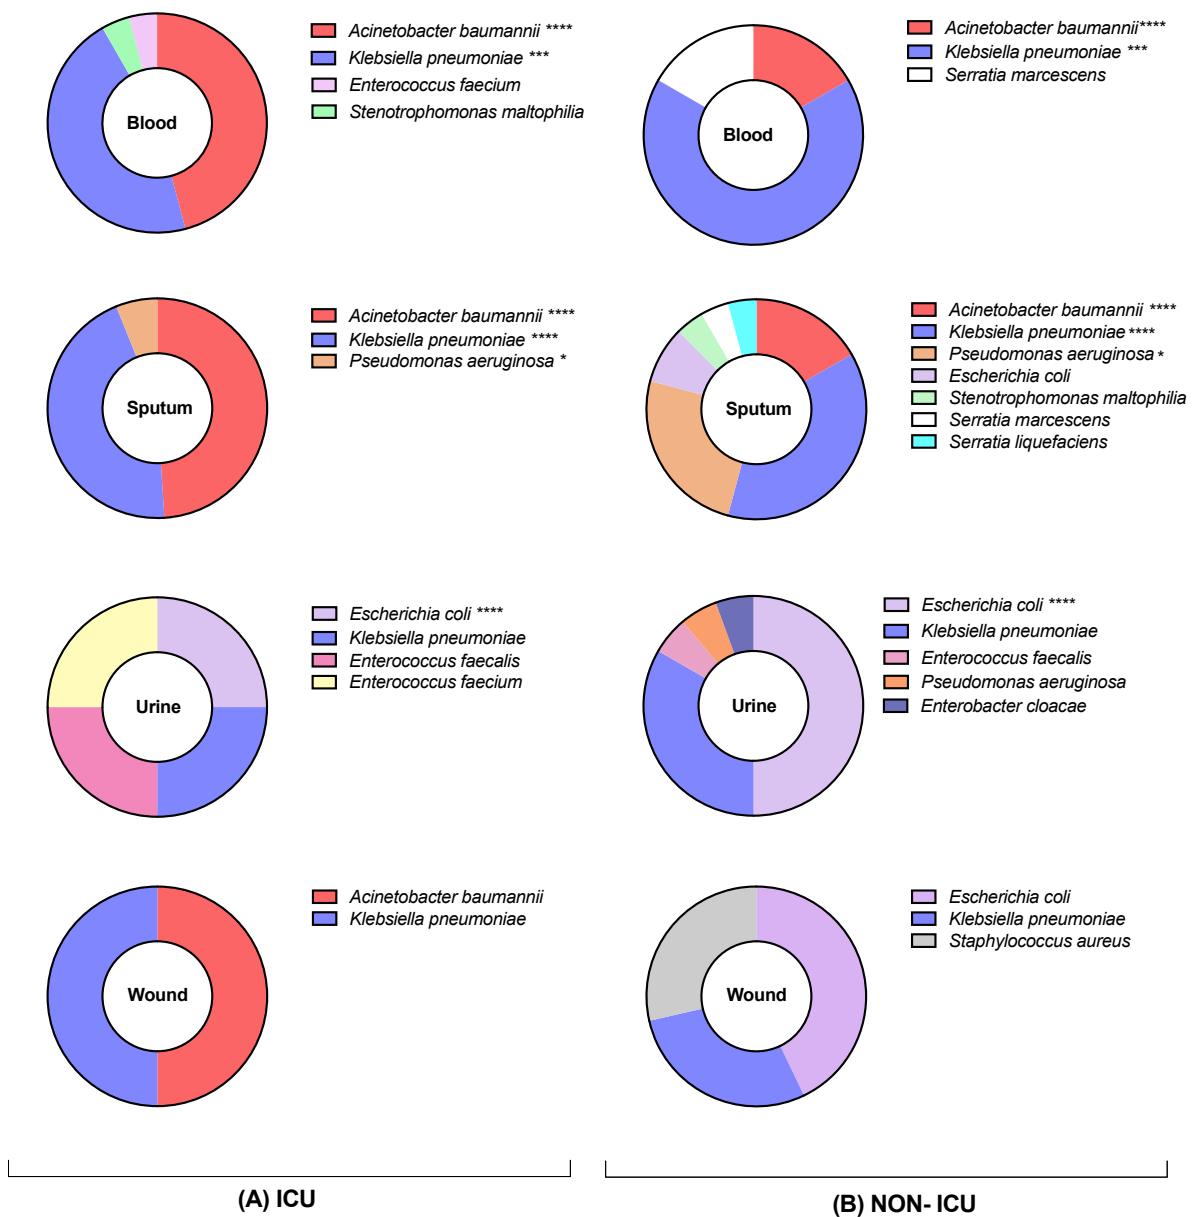 Blood
Acinetobacter baumannii ****
Klebsiella pneumoniae ***
Enterococcus faecium
Stenotrophomonas maltophilia
Sputum
Acinetobacter baumannii ****
Klebsiella pneumoniae ****
Pseudomonas aeruginosa *
Urine
Escherichia coli ****
Klebsiella pneumoniae
Enterococcus faecalis
Enterococcus faecium
Wound
Acinetobacter baumannii
Klebsiella pneumoniae
(A) ICU
Blood
Acinetobacter baumannii****
Klebsiella pneumoniae ***
Serratia marcescens
Sputum
Acinetobacter baumannii ****
Klebsiella pneumoniae ****
Pseudomonas aeruginosa *
Escherichia coli
Stenotrophomonas maltophilia
Serratia marcescens
Serratia liquefaciens
Urine
Escherichia coli ****
Klebsiella pneumoniae
Enterococcus faecalis
Pseudomonas aeruginosa
Enterobacter cloacae
Wound
Escherichia coli
Klebsiella pneumoniae
Staphylococcus aureus
(B) NON- ICU